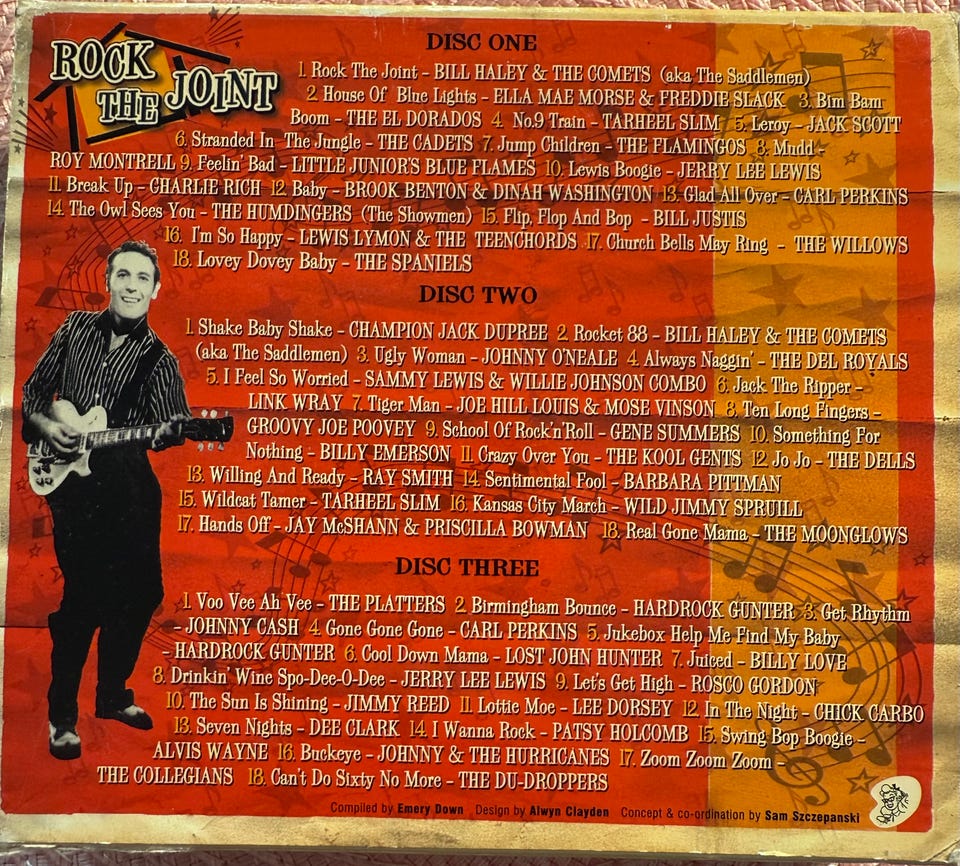 ROCK THE JOINT
DISC ONE
1. Rock The Joint – BILL HALEY & THE COMETS (aka The Saddlemen)
2. House Of Blue Lights – ELLA MAE MORSE & FREDDIE SLACK 3. Bim Bam
Boom – THE EL DORADOS 4. No.9 Train – TARHEEL SLIM 5. Leroy – JACK SCOTT
6. Stranded In The Jungle – THE CADETS 7. Jump Children – THE FLAMINGOS 8. Mudd –
ROY MONTRELL 9. Feelin' Bad – LITTLE JUNIOR'S BLUE FLAMES 10. Lewis Boogie – JERRY LEE LEWIS
11. Break Up – CHARLIE RICH 12. Baby – BROOK BENTON & DINAH WASHINGTON 13. Glad All Over – CARL PERKINS
14. The Owl Sees You – THE HUMDINGERS (The Showmen) 15. Flip, Flop And Bop – BILL JUSTIS
16. I'm So Happy – LEWIS LYMON & THE TEENCHORDS 17. Church Bells May Ring – THE WILLOWS
18. Lovey Dovey Baby – THE SPANIELS
DISC TWO
1. Shake Baby Shake – CHAMPION JACK DUPREE 2. Rocket 88 – BILL HALEY & THE COMETS
(aka The Saddlemen) 3. Ugly Woman – JOHNNY O'NEALE 4. Always Naggin' – THE DEL ROYALS
5. I Feel So Worried – SAMMY LEWIS & WILLIE JOHNSON COMBO 6. Jack The Ripper –
LINK WRAY 7. Tiger Man – JOE HILL LOUIS & MOSE VINSON 8. Ten Long Fingers –
GROOVY JOE POOVEY 9. School Of Rock'n'Roll – GENE SUMMERS 10. Something For
Nothing – BILLY EMERSON 11. Crazy Over You – THE KOOL GENTS 12. Jo Jo – THE DELLS
13. Willing And Ready – RAY SMITH 14. Sentimental Fool – BARBARA PITTMAN
15. Wildcat Tamer – TARHEEL SLIM 16. Kansas City March – WILD JIMMY SPRUILL
17. Hands Off – JAY McSHANN & PRISCILLA BOWMAN 18. Real Gone Mama – THE MOONGLOWS
DISC THREE
1. Voo Vee Ah Vee – THE PLATTERS 2. Birmingham Bounce – HARDROCK GUNTER 3. Get Rhythm
– JOHNNY CASH 4. Gone Gone Gone – CARL PERKINS 5. Jukebox Help Me Find My Baby
– HARDROCK GUNTER 6. Cool Down Mama – LOST JOHN HUNTER 7. Juiced – BILLY LOVE
8. Drinkin' Wine Spo-Dee-O-Dee – JERRY LEE LEWIS 9. Let's Get High – ROSCO GORDON
10. The Sun Is Shining – JIMMY REED 11. Lottie Moe – LEE DORSEY 12. In The Night – CHICK CARBO
13. Seven Nights – DEE CLARK 14. I Wanna Rock – PATSY HOLCOMB 15. Swing Bop Boogie –
ALVIS WAYNE 16. Buckeye – JOHNNY & THE HURRICANES 17. Zoom Zoom Zoom –
THE COLLEGIANS 18. Can't Do Sixty No More – THE DU-DROPPERS
Compiled by Emery Down Design by Alwyn Clayden Concept & co-ordination by Sam Szczepanski